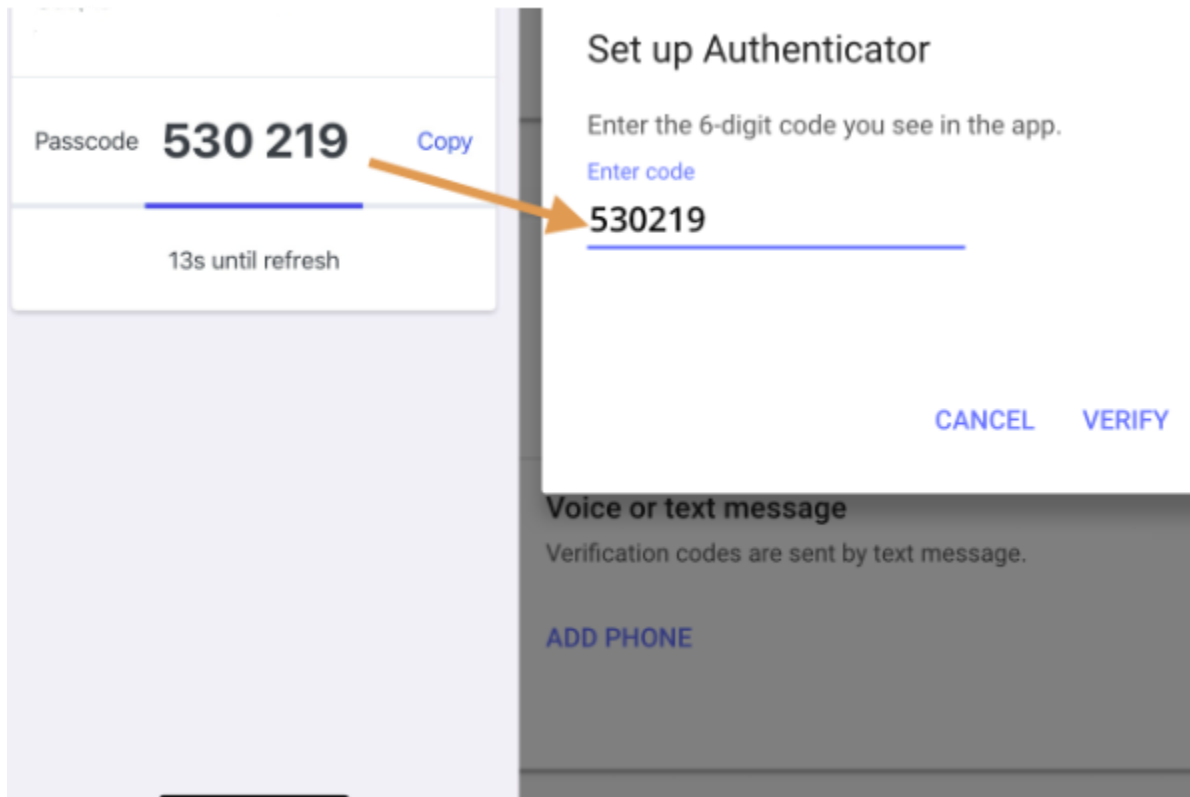 Passcode 530 219 Copy
13s until refresh
Set up Authenticator
Enter the 6-digit code you see in the app.
Enter code
530219
CANCEL VERIFY
Voice or text message
Verification codes are sent by text message.
ADD PHONE